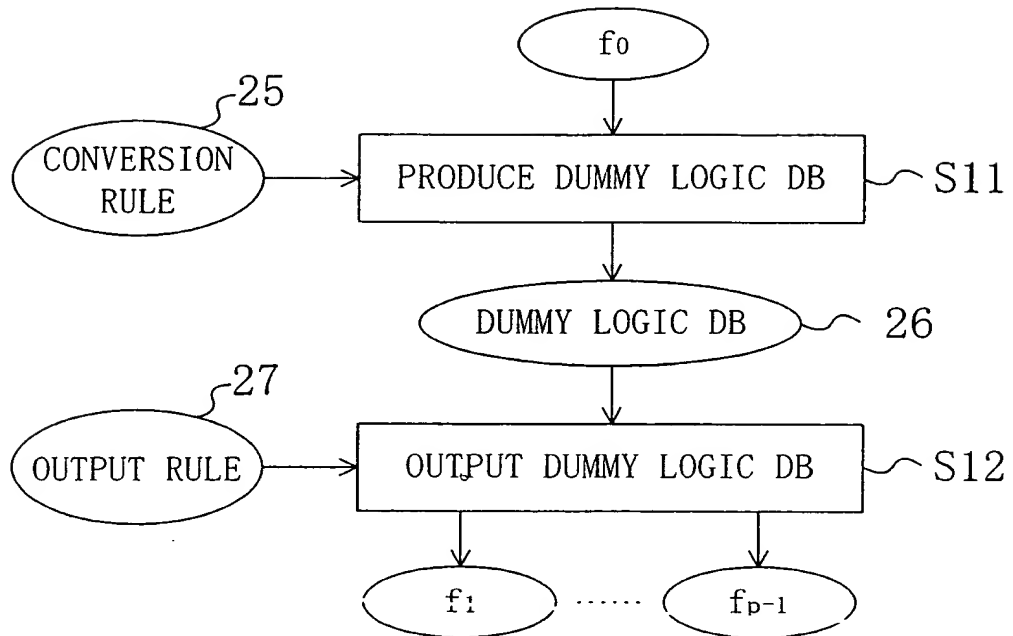 f0
25
CONVERSION
RULE
PRODUCE DUMMY LOGIC DB
S11
DUMMY LOGIC DB
26
27
OUTPUT RULE
OUTPUT DUMMY LOGIC DB
S12
f1 ...... fp-1